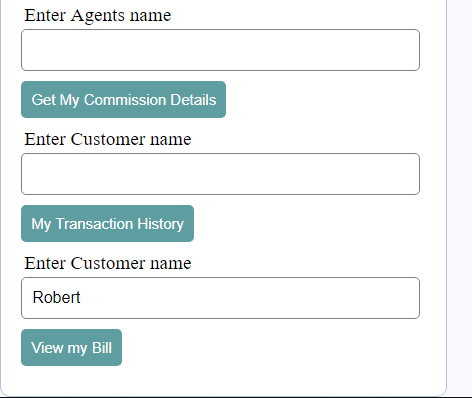 Enter Agents name
Get My Commission Details
Enter Customer name
My Transaction History
Enter Customer name
Robert
View my Bill